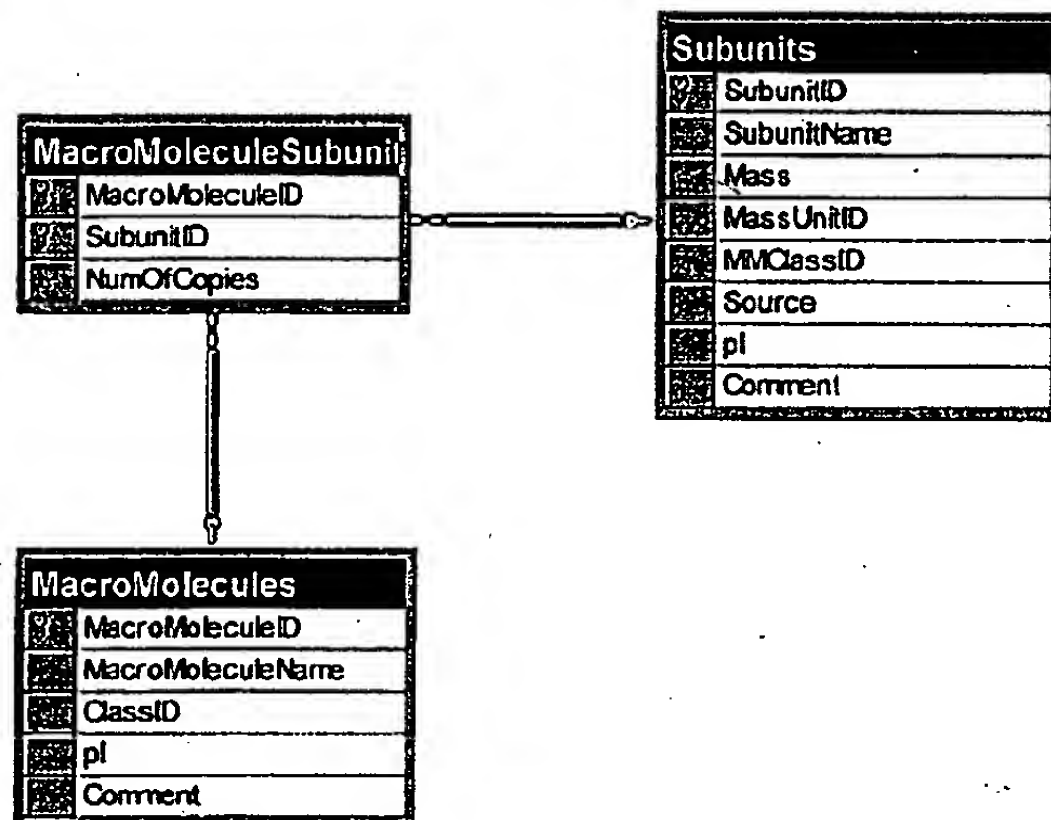 MacroMoleculeSubunit
MacroMoleculeID
SubunitID
NumOfCopies
Subunits
SubunitID
SubunitName
Mass
MassUnitID
MMClassID
Source
pI
Comment
MacroMolecules
MacroMoleculeID
MacroMoleculeName
ClassID
pI
Comment